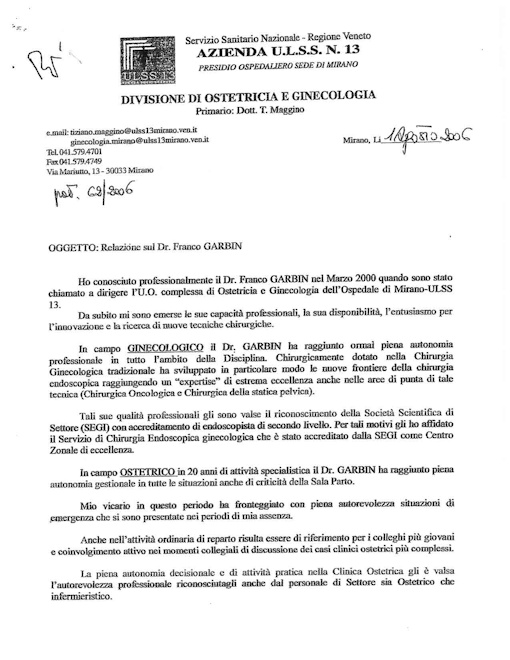 Servizio Sanitario Nazionale - Regione Veneto
AZIENDA U.L.S.S. N. 13
PRESIDIO OSPEDALIERO SEDE DI MIRANO
ULSS 13
DIVISIONE DI OSTETRICIA E GINECOLOGIA
Primario: Dott. T. Maggino
e.mail: tiziano.maggino@ulss13mirano.ven.it
ginecologia.mirano@ulss13mirano.ven.it
Tel. 041.579.4701
Fax 041.579.4749
Via Mariutto, 13 - 30033 Mirano
Mirano, Li 1 Agosto 2006
prot. 62/2006
OGGETTO: Relazione sul Dr. Franco GARBIN
Ho conosciuto professionalmente il Dr. Franco GARBIN nel Marzo 2000 quando sono stato
chiamato a dirigere l'U.O. complessa di Ostetricia e Ginecologia dell'Ospedale di Mirano-ULSS
13.
Da subito mi sono emerse le sue capacità professionali, la sua disponibilità, l'entusiasmo per
l'innovazione e la ricerca di nuove tecniche chirurgiche.
In campo GINECOLOGICO il Dr. GARBIN ha raggiunto ormai piena autonomia
professionale in tutto l'ambito della Disciplina. Chirurgicamente dotato nella Chirurgia
Ginecologica tradizionale ha sviluppato in particolare modo le nuove frontiere della chirurgia
endoscopica raggiungendo un "expertise" di estrema eccellenza anche nelle aree di punta di tale
tecnica (Chirurgica Oncologica e Chirurgica della statica pelvica).
Tali sue qualità professionali gli sono valse il riconoscimento della Società Scientifica di
Settore (SEGI) con accreditamento di endoscopista di secondo livello. Per tali motivi gli ho affidato
il Servizio di Chirurgia Endoscopica ginecologica che è stato accreditato dalla SEGI come Centro
Zonale di eccellenza.
In campo OSTETRICO in 20 anni di attività specialistica il Dr. GARBIN ha raggiunto piena
autonomia gestionale in tutte le situazioni anche di criticità della Sala Parto.
Mio vicario in questo periodo ha fronteggiato con piena autorevolezza situazioni di
emergenza che si sono presentate nei periodi di mia assenza.
Anche nell'attività ordinaria di reparto risulta essere di riferimento per i colleghi più giovani
e coinvolgimento attivo nei momenti collegiali di discussione dei casi clinici ostetrici più complessi.
La piena autonomia decisionale e di attività pratica nella Clinica Ostetrica gli è valsa
l'autorevolezza professionale riconosciutagli anche dal personale di Settore sia Ostetrico che
infermieristico.